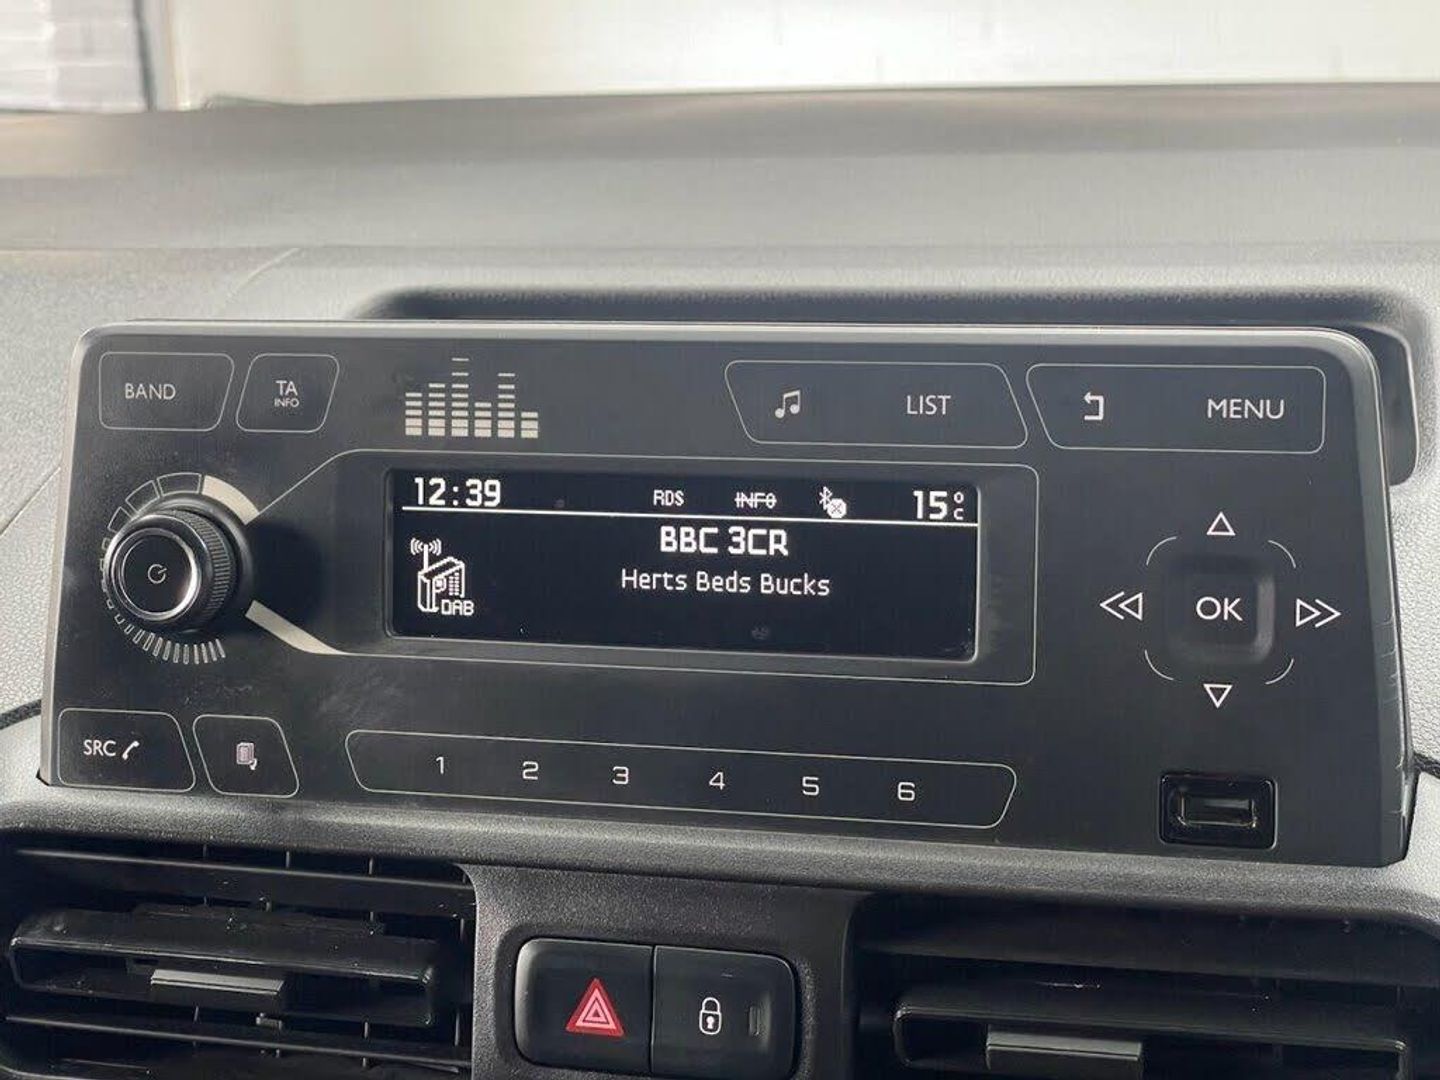 BAND
TA
INFO
LIST
MENU
12:39 RDS INFO 15°C
BBC 3CR
Herts Beds Bucks
DAB
OK
SRC
1 2 3 4 5 6